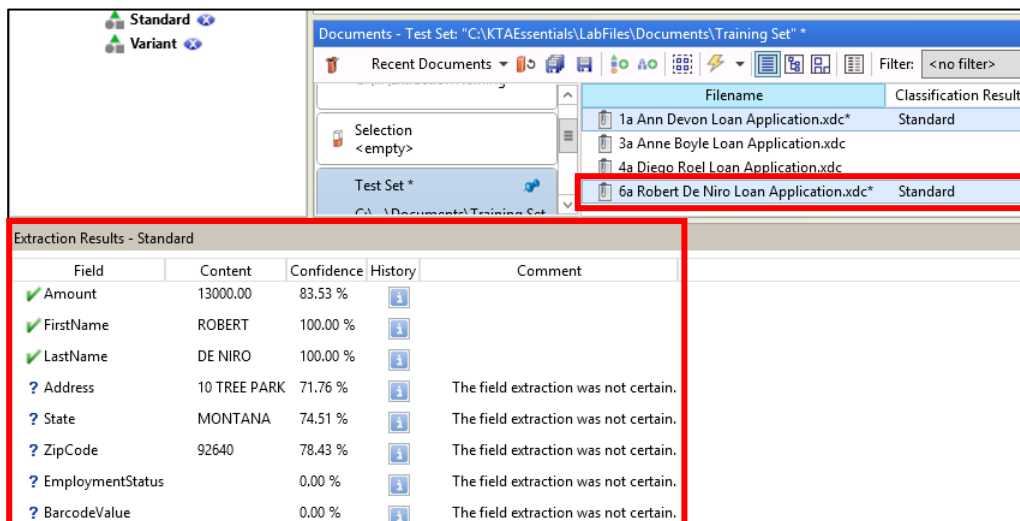 Standard
Variant
Documents - Test Set: "C:\KTAEssentials\LabFiles\Documents\Training Set" *
Recent Documents Filter: <no filter>
Selection
<empty>
Test Set *
C:\...\Documents\Training Set
Filename Classification Result
1a Ann Devon Loan Application.xdc* Standard
3a Anne Boyle Loan Application.xdc
4a Diego Roel Loan Application.xdc
6a Robert De Niro Loan Application.xdc* Standard
Extraction Results - Standard
Field Content Confidence History Comment
Amount 13000.00 83.53 %
FirstName ROBERT 100.00 %
LastName DE NIRO 100.00 %
? Address 10 TREE PARK 71.76 % The field extraction was not certain.
? State MONTANA 74.51 % The field extraction was not certain.
? ZipCode 92640 78.43 % The field extraction was not certain.
? EmploymentStatus 0.00 % The field extraction was not certain.
? BarcodeValue 0.00 % The field extraction was not certain.